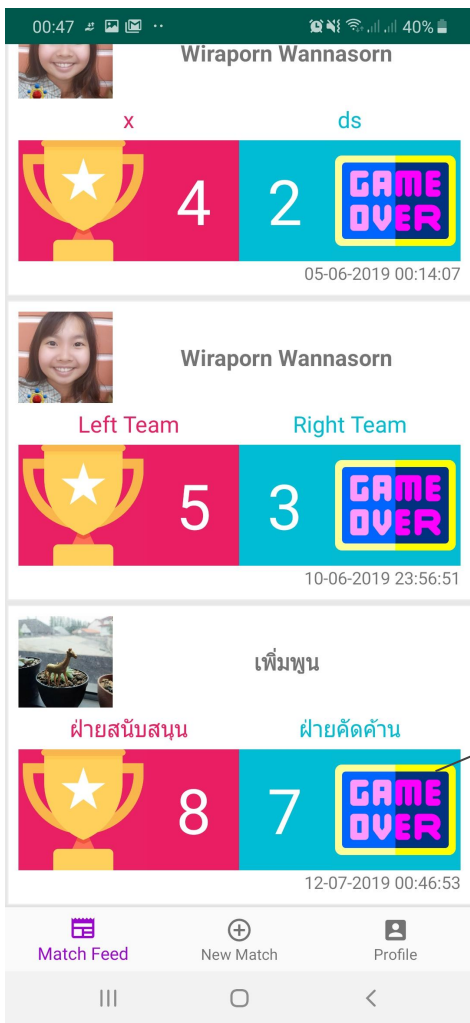 00:47 40%
Wiraporn Wannasorn
x ds
4 2 GAME OVER
05-06-2019 00:14:07
Wiraporn Wannasorn
Left Team Right Team
5 3 GAME OVER
10-06-2019 23:56:51
เพิ่มพูน
ฝ่ายสนับสนุน ฝ่ายคัดค้าน
8 7 GAME OVER
12-07-2019 00:46:53
Match Feed New Match Profile